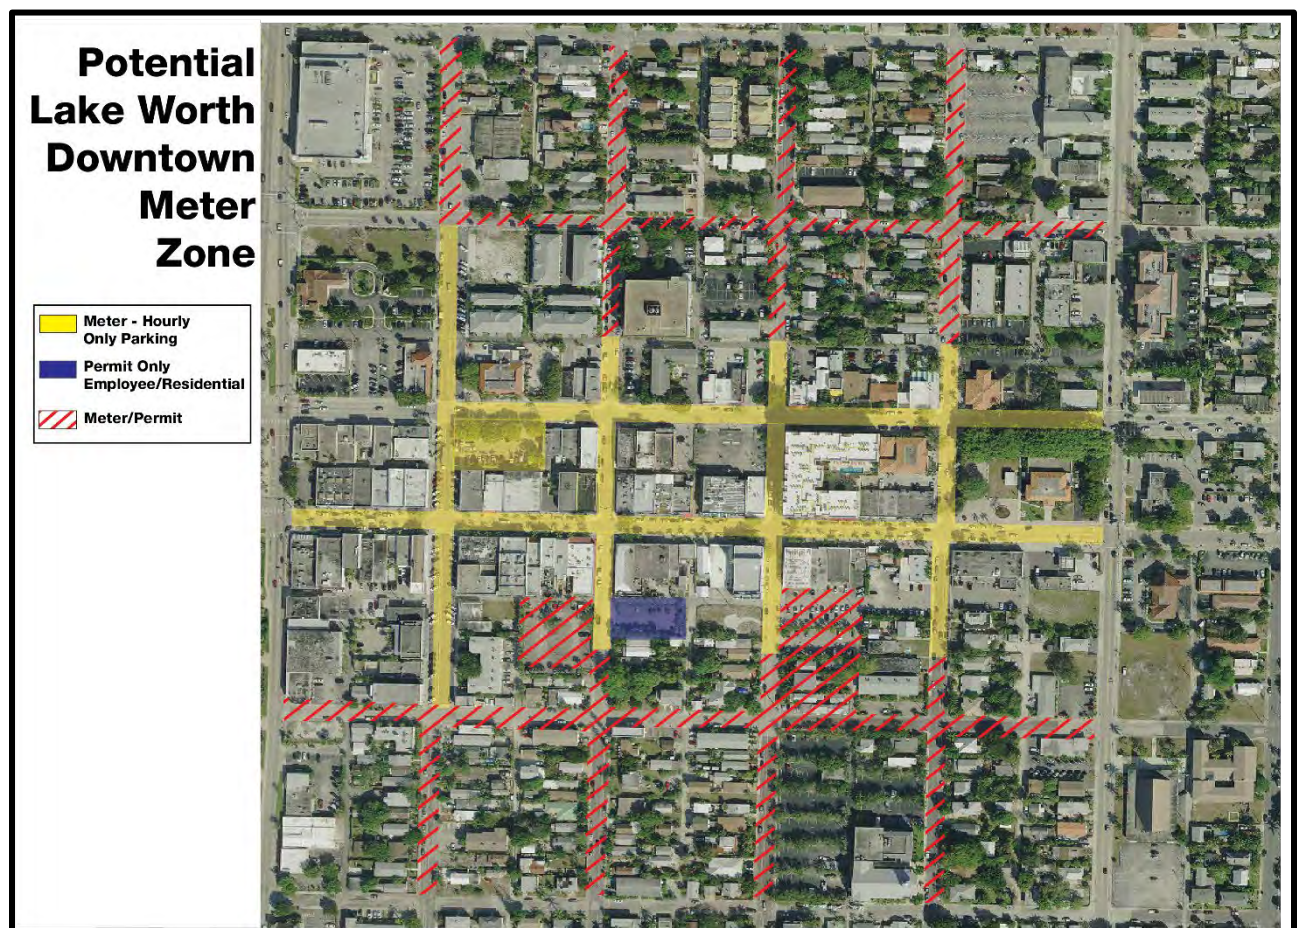 Potential
Lake Worth
Downtown
Meter
Zone
Meter - Hourly
Only Parking
Permit Only
Employee/Residential
Meter/Permit